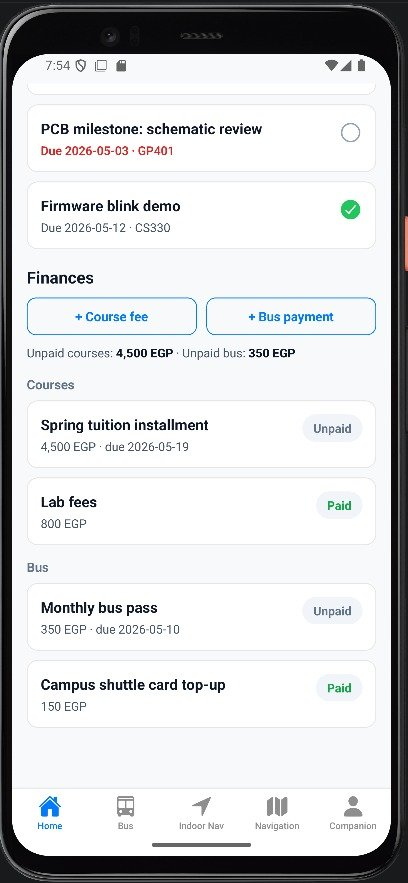 7:54
PCB milestone: schematic review
Due 2026-05-03 · GP401
Firmware blink demo
Due 2026-05-12 · CS330
Finances
+ Course fee
+ Bus payment
Unpaid courses: 4,500 EGP · Unpaid bus: 350 EGP
Courses
Spring tuition installment
Unpaid
4,500 EGP · due 2026-05-19
Lab fees
Paid
800 EGP
Bus
Monthly bus pass
Unpaid
350 EGP · due 2026-05-10
Campus shuttle card top-up
Paid
150 EGP
Home
Bus
Indoor Nav
Navigation
Companion